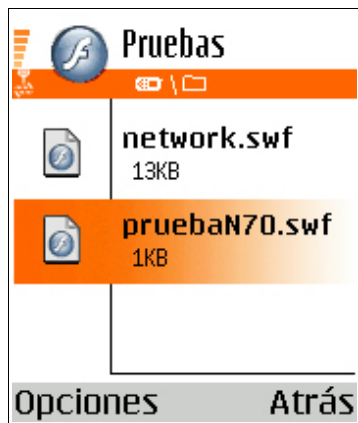 Pruebas
network.swf
13KB
pruebaN70.swf
1KB
Opciones Atrás